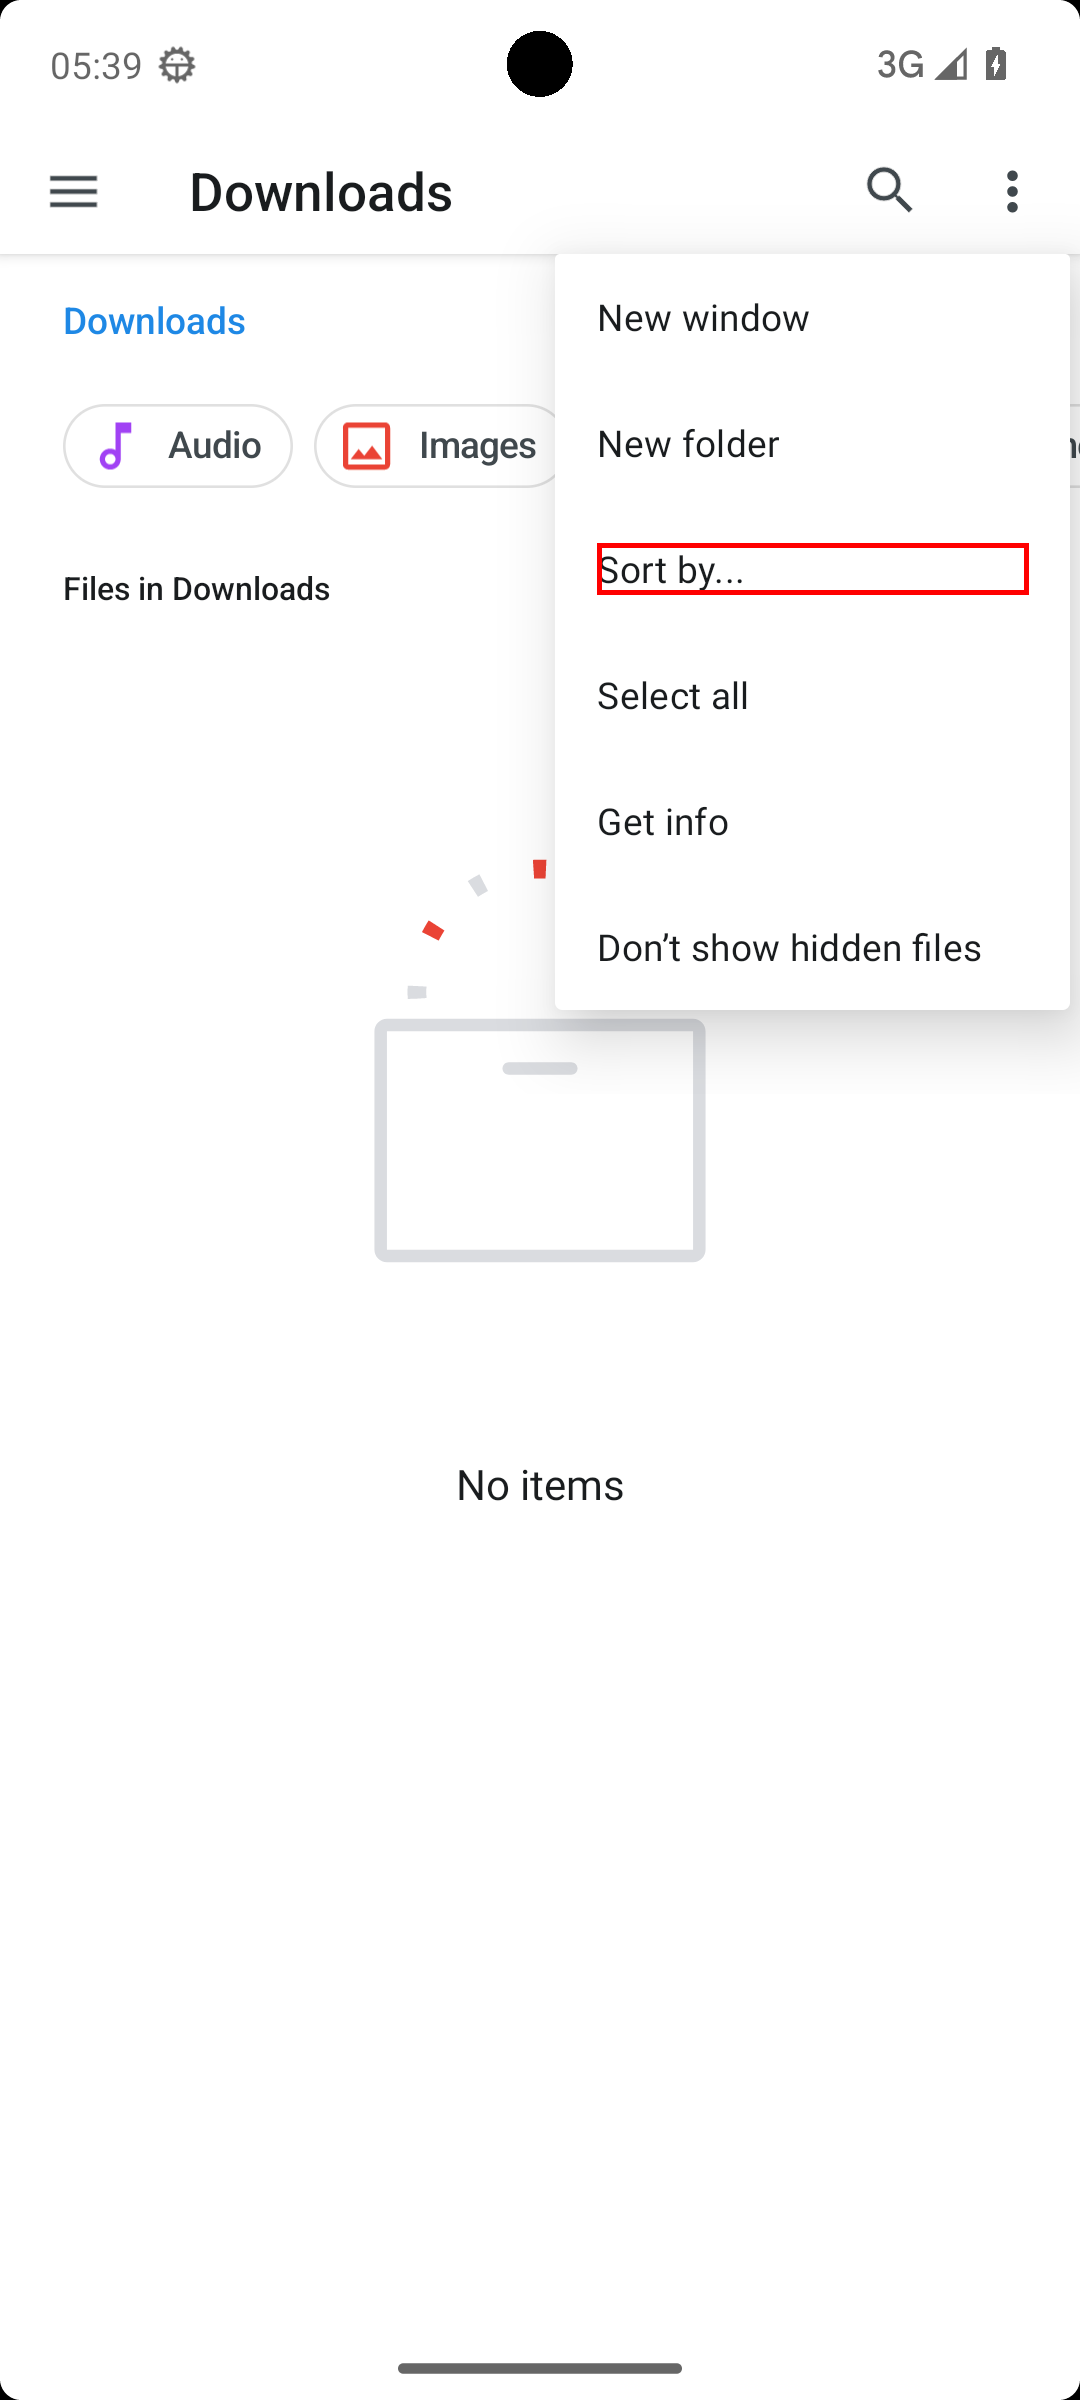 05:39
3G
Downloads
Downloads
Audio
Images
Files in Downloads
New window
New folder
Sort by...
Select all
Get info
Don’t show hidden files
No items